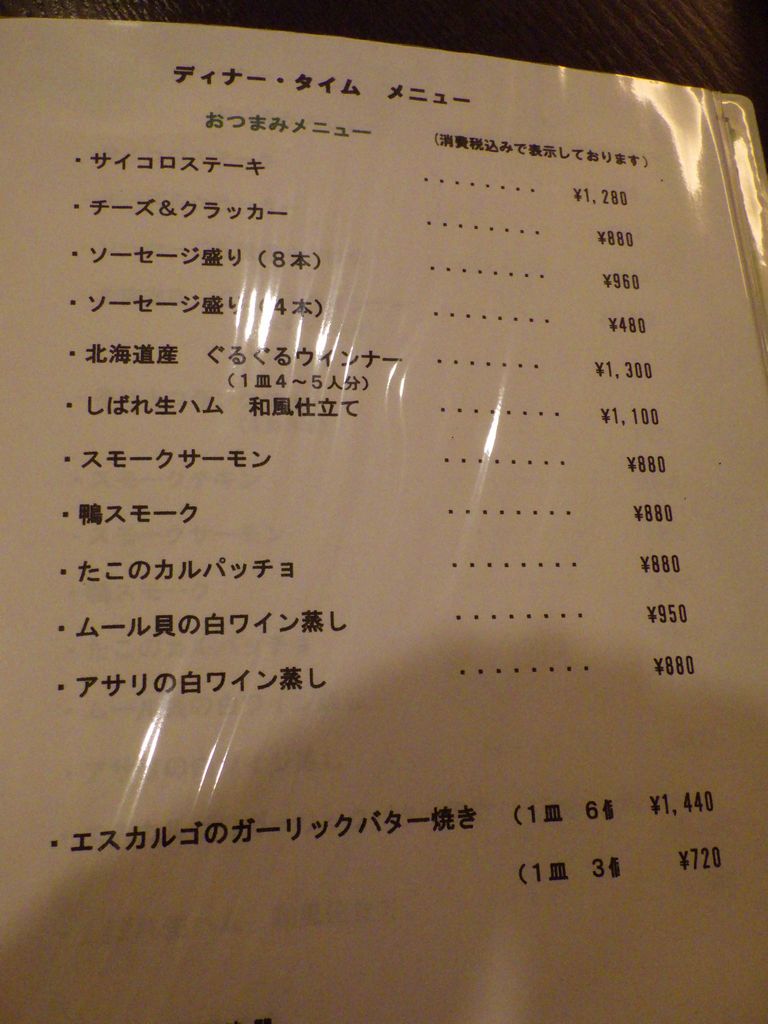 ディナー・タイム　メニュー
おつまみメニュー
(消費税込みで表示しております)
・サイコロステーキ ········ ¥1,280
・チーズ＆クラッカー ········ ¥880
・ソーセージ盛り（８本） ········ ¥960
・ソーセージ盛り（４本） ········ ¥480
・北海道産　ぐるぐるウインナー ······· ¥1,300
（１皿４～５人分）
・しばれ生ハム　和風仕立て ········ ¥1,100
・スモークサーモン ········ ¥880
・鴨スモーク ········ ¥880
・たこのカルパッチョ ········ ¥880
・ムール貝の白ワイン蒸し ········ ¥950
・アサリの白ワイン蒸し ········ ¥880
・エスカルゴのガーリックバター焼き　（１皿　６個 ¥1,440
（１皿　３個 ¥720